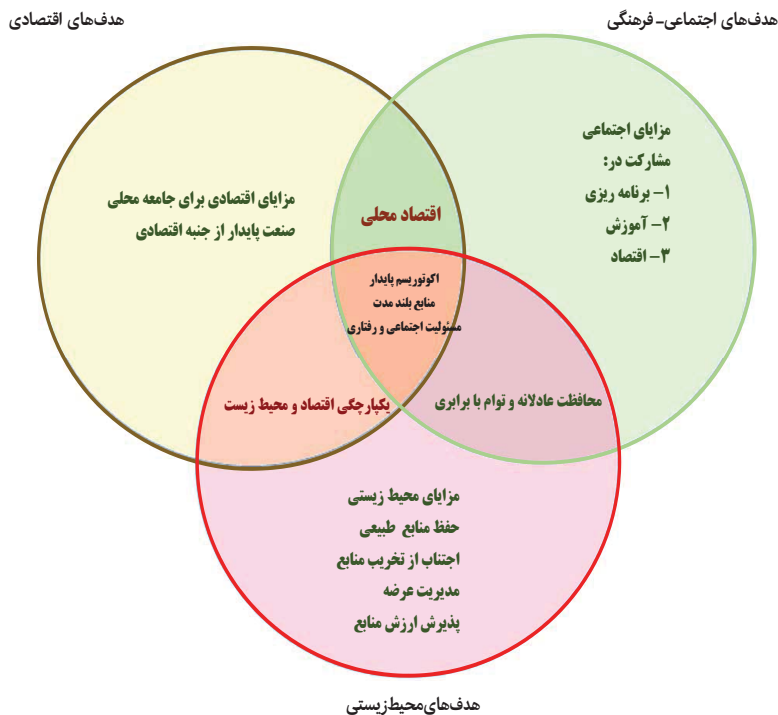 هدف‌های اجتماعی-فرهنگی
هدف‌های اقتصادی
مزایای اجتماعی
مشارکت در:
۱- برنامه ریزی
۲- آموزش
۳- اقتصاد
اقتصاد محلی
مزایای اقتصادی برای جامعه محلی
صنعت پایدار از جنبه اقتصادی
اکوتوریسم پایدار
منابع بلند مدت
مسئولیت اجتماعی و رفتاری
محافظت عادلانه و توام با برابری
یکپارچگی اقتصاد و محیط زیست
مزایای محیط زیستی
حفظ منابع طبیعی
اجتناب از تخریب منابع
مدیریت عرضه
پذیرش ارزش منابع
هدف‌های‌محیط‌زیستی